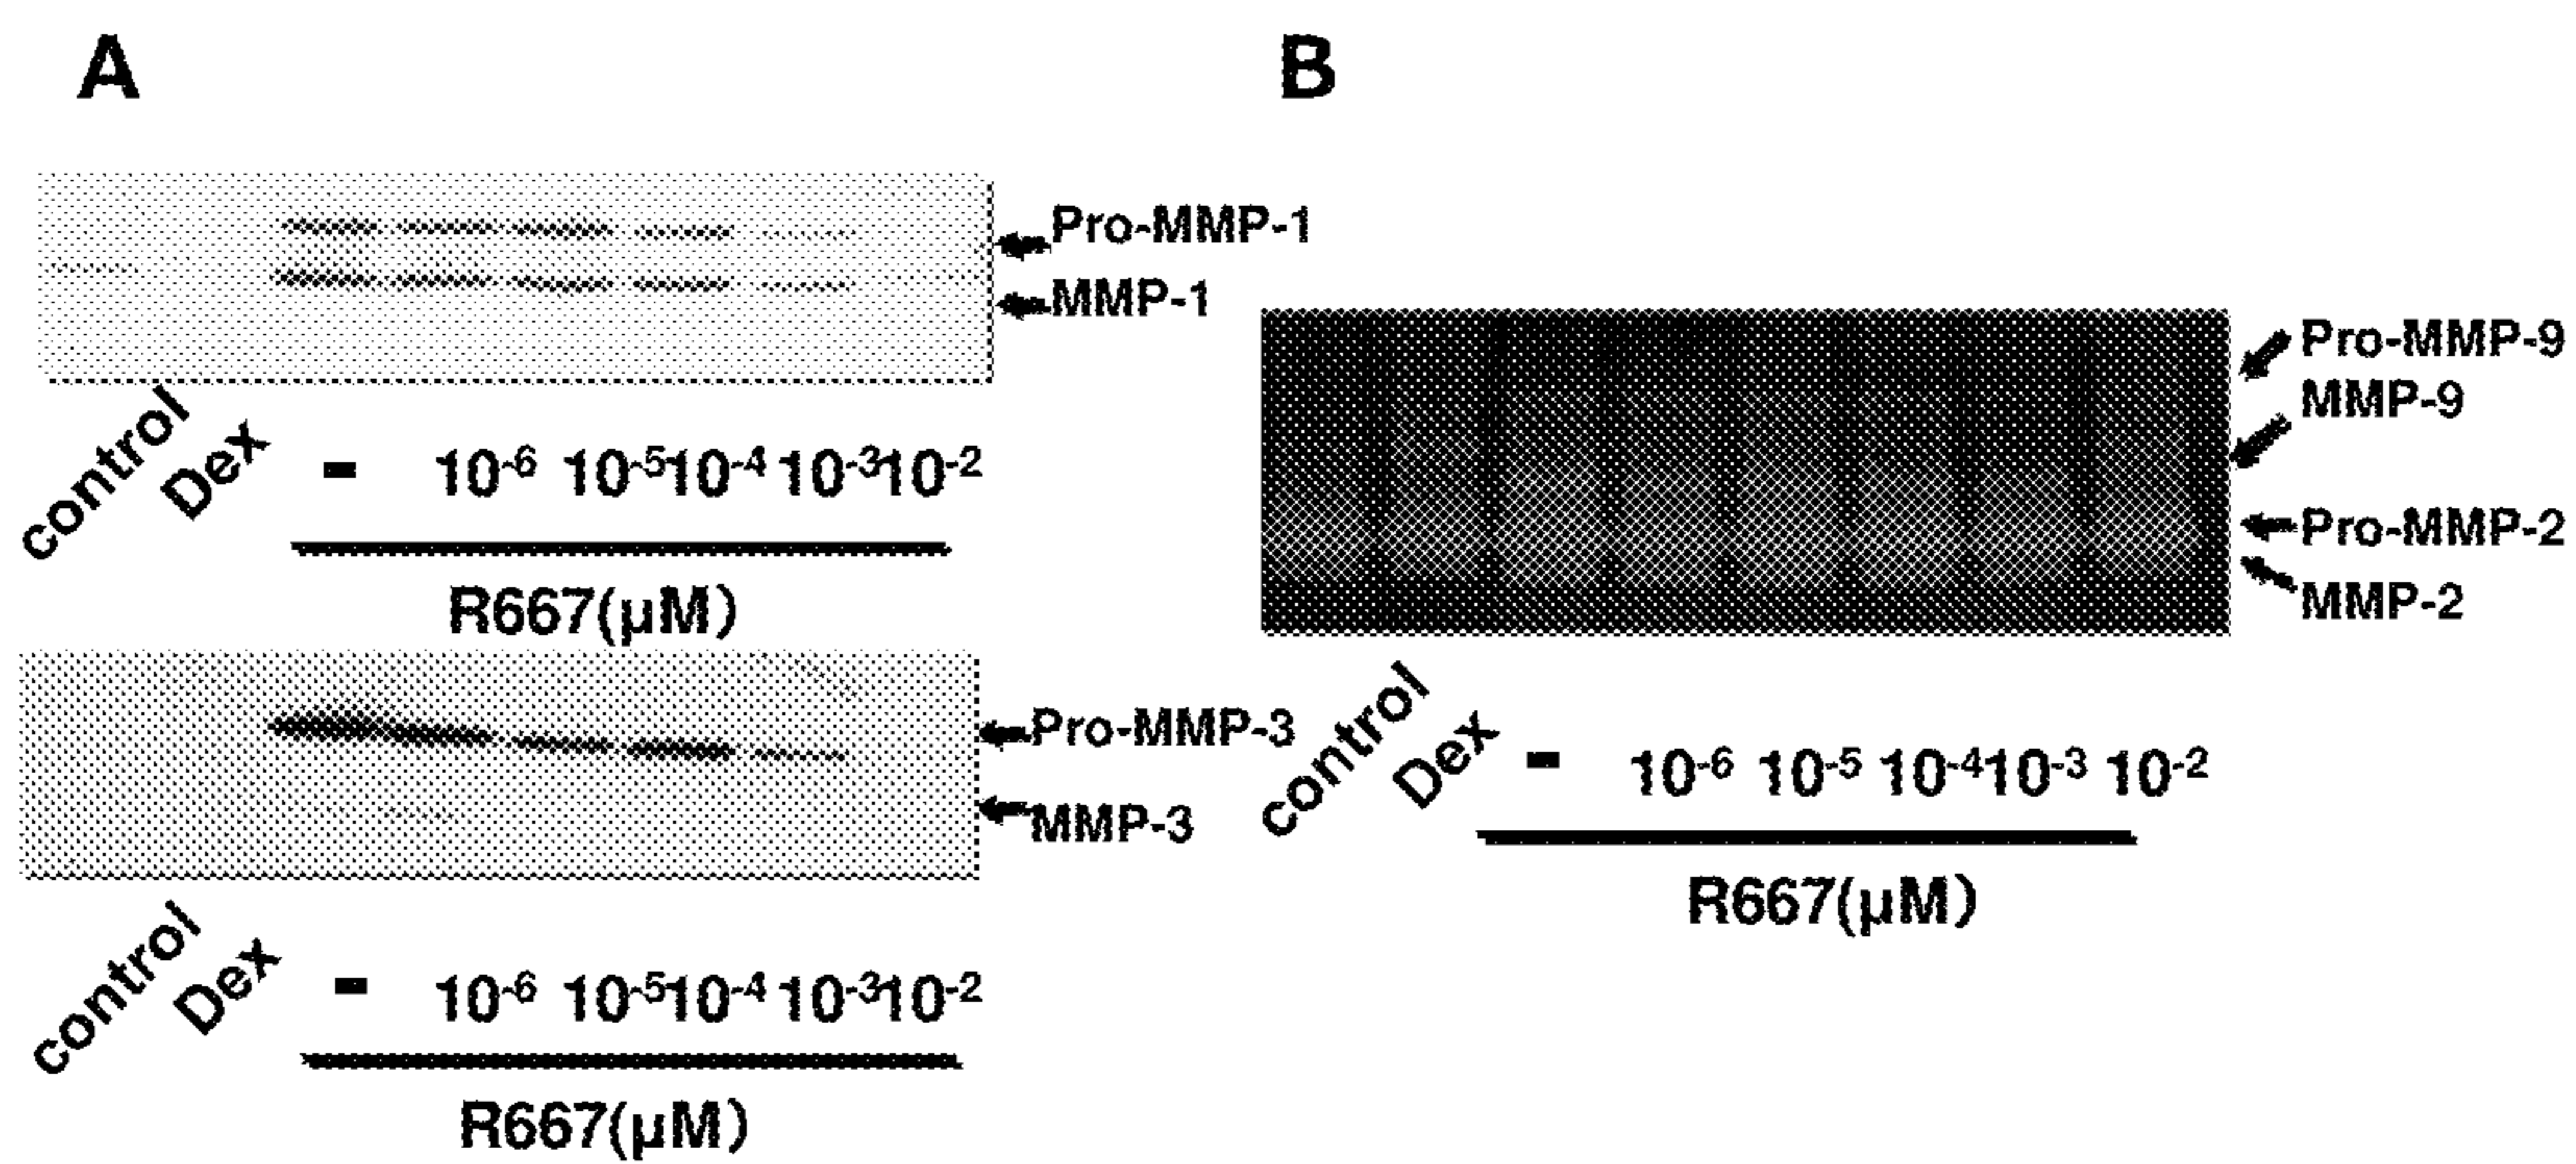 A
Pro-MMP-1
MMP-1
control
Dex
- 10-6 10-5 10-4 10-3 10-2
R667(μM)
Pro-MMP-3
MMP-3
control
Dex
- 10-6 10-5 10-4 10-3 10-2
R667(μM)
B
Pro-MMP-9
MMP-9
Pro-MMP-2
MMP-2
control
Dex
- 10-6 10-5 10-4 10-3 10-2
R667(μM)